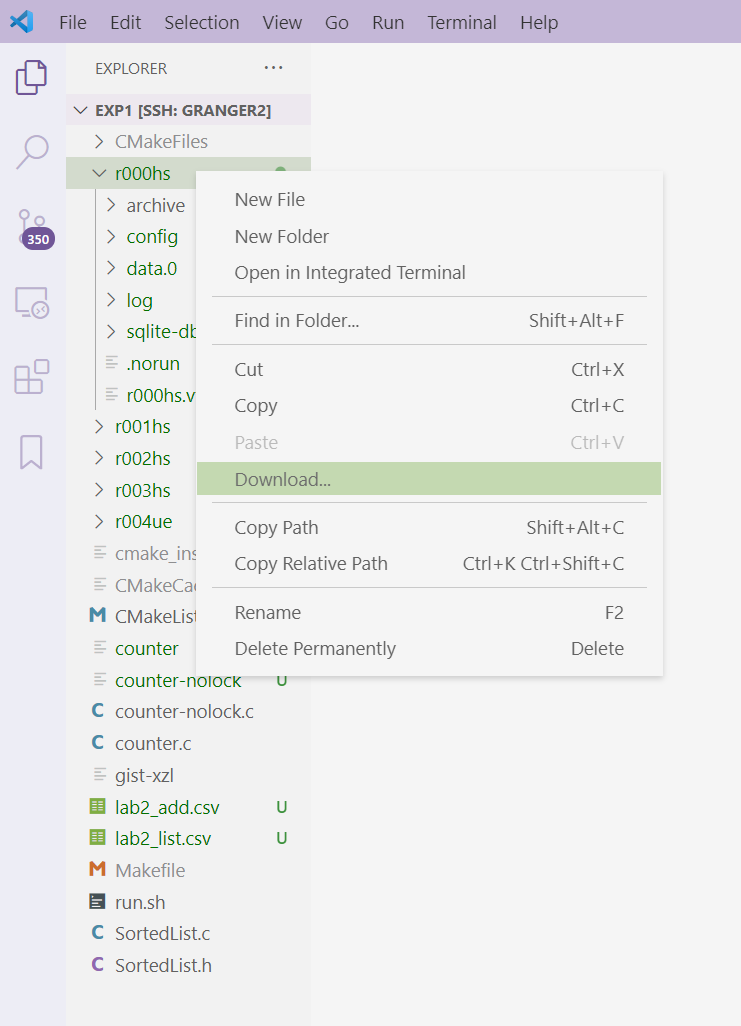 File Edit Selection View Go Run Terminal Help
EXPLORER ...
EXP1 [SSH: GRANGER2]
CMakeFiles
r000hs
archive
config
data.0
log
sqlite-db
.norun
r000hs.v
r001hs
r002hs
r003hs
r004ue
cmake_ins
CMakeCac
CMakeList
counter
counter-nolock U
counter-nolock.c
counter.c
gist-xzl
lab2_add.csv U
lab2_list.csv U
Makefile
run.sh
SortedList.c
SortedList.h
350
New File
New Folder
Open in Integrated Terminal
Find in Folder... Shift+Alt+F
Cut Ctrl+X
Copy Ctrl+C
Paste Ctrl+V
Download...
Copy Path Shift+Alt+C
Copy Relative Path Ctrl+K Ctrl+Shift+C
Rename F2
Delete Permanently Delete